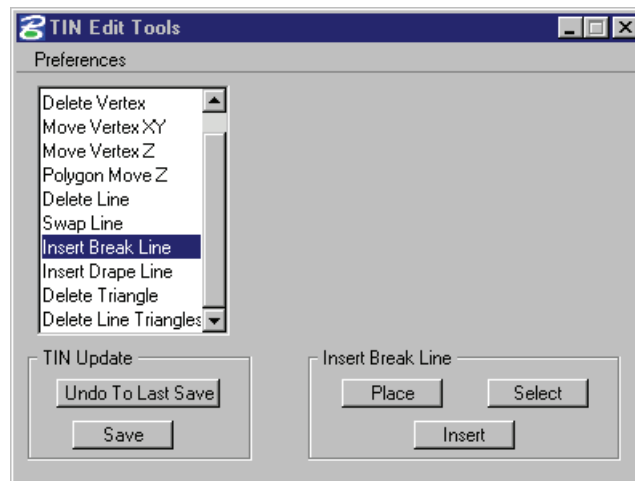 TIN Edit Tools
Preferences
Delete Vertex
Move Vertex XY
Move Vertex Z
Polygon Move Z
Delete Line
Swap Line
Insert Break Line
Insert Drape Line
Delete Triangle
Delete Line Triangles
TIN Update
Undo To Last Save
Save
Insert Break Line
Place
Select
Insert